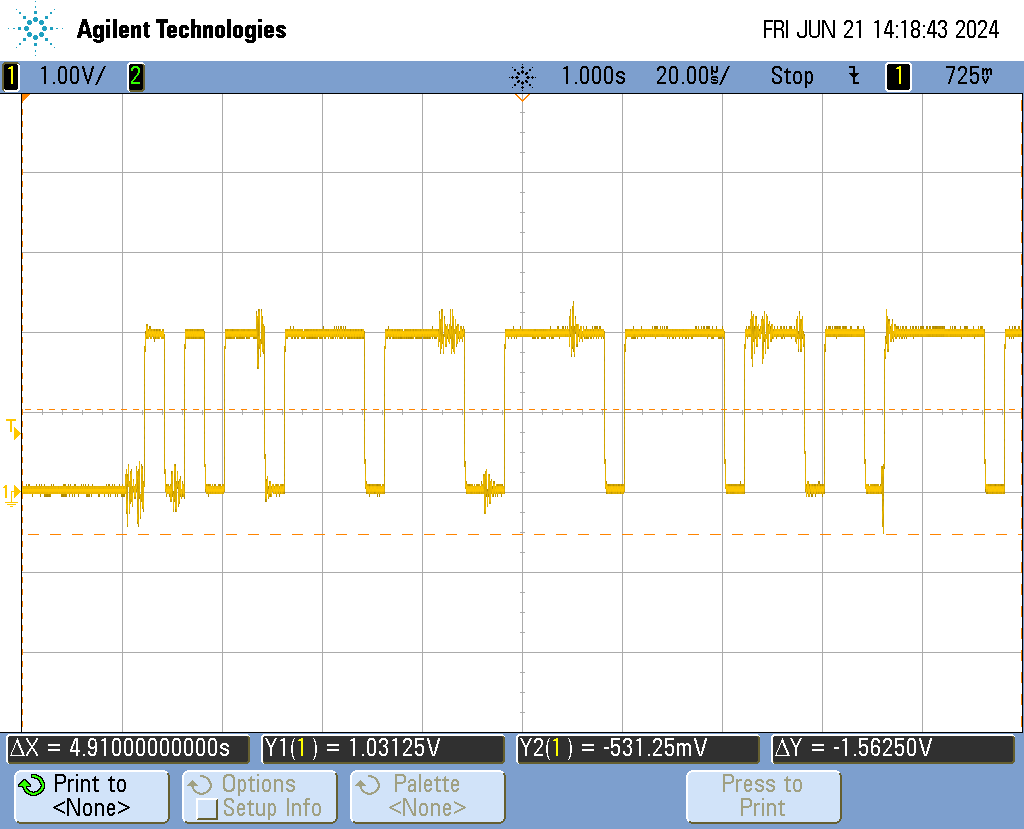 Agilent Technologies
FRI JUN 21 14:18:43 2024
1 1.00V/ 2 1.000s 20.00㎲/ Stop 1 725mV
T
1
ΔX = 4.91000000000s
Y1(1) = 1.03125V
Y2(1) = -531.25mV
ΔY = -1.56250V
Print to
<None>
Options
Setup Info
Palette
<None>
Press to
Print